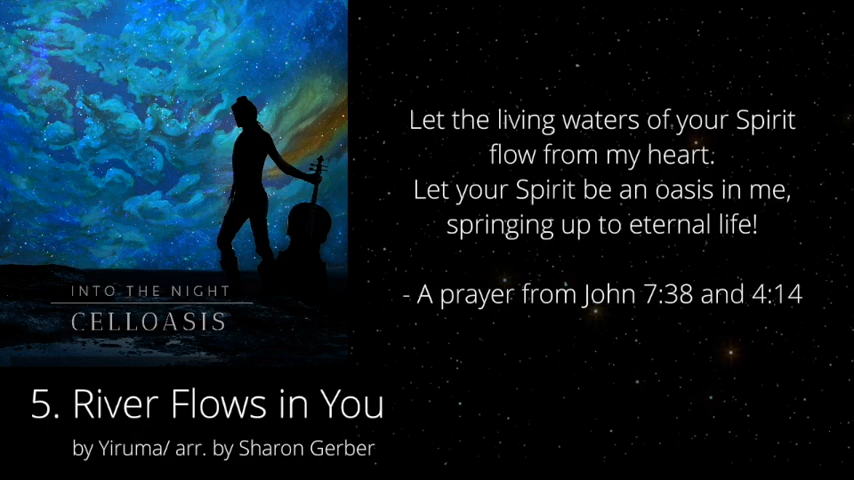 INTO THE NIGHT
CELLOASIS
5. River Flows in You
by Yiruma/ arr. by Sharon Gerber
Let the living waters of your Spirit
flow from my heart.
Let your Spirit be an oasis in me,
springing up to eternal life!
- A prayer from John 7:38 and 4:14